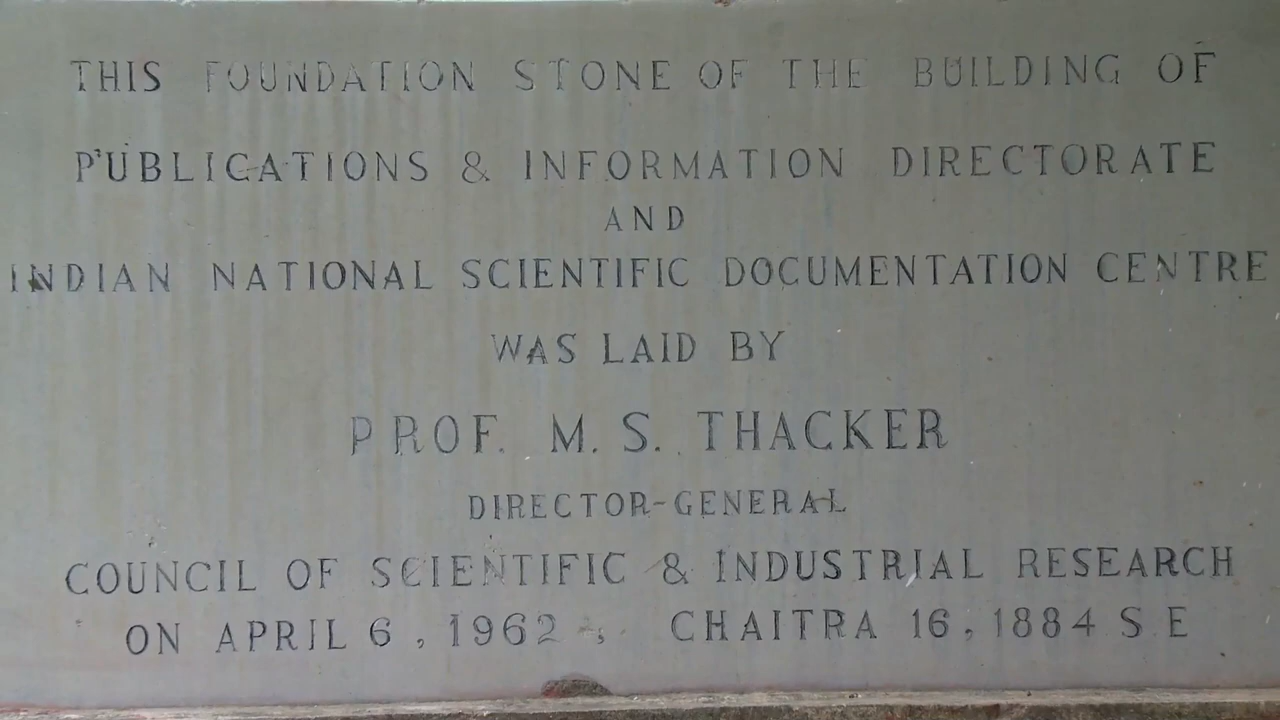 THIS FOUNDATION STONE OF THE BUILDING OF
PUBLICATIONS & INFORMATION DIRECTORATE
AND
INDIAN NATIONAL SCIENTIFIC DOCUMENTATION CENTRE
WAS LAID BY
PROF. M. S. THACKER
DIRECTOR-GENERAL
COUNCIL OF SCIENTIFIC & INDUSTRIAL RESEARCH
ON APRIL 6, 1962; CHAITRA 16, 1884 S E